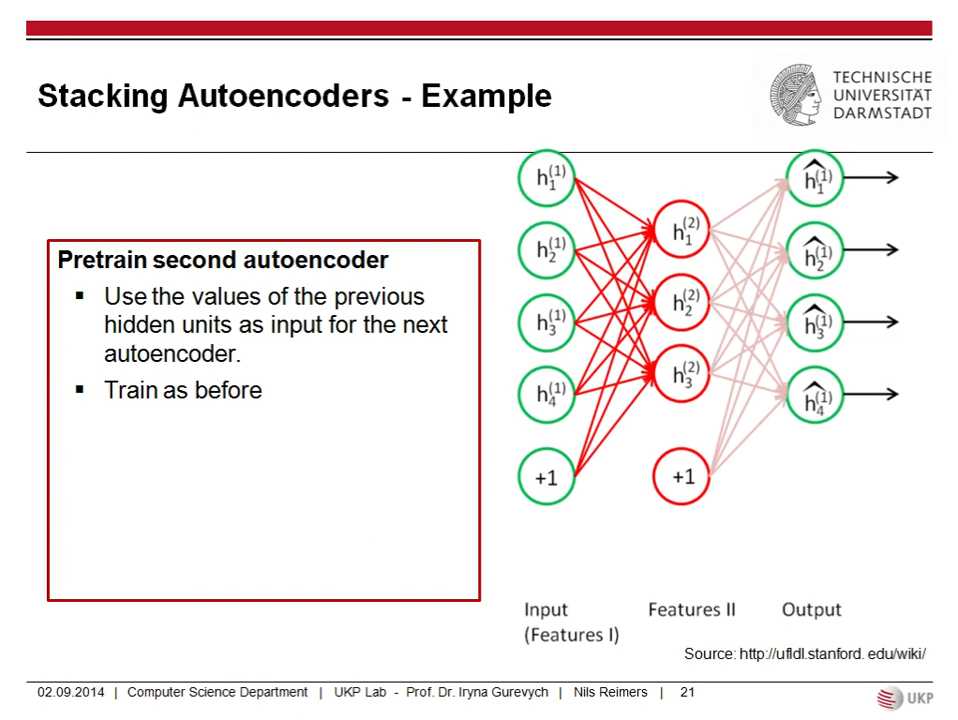 Stacking Autoencoders - Example
TECHNISCHE
UNIVERSITÄT
DARMSTADT
Pretrain second autoencoder
▪ Use the values of the previous
hidden units as input for the next
autoencoder.
▪ Train as before
h₁⁽¹⁾
h₂⁽¹⁾
h₃⁽¹⁾
h₄⁽¹⁾
+1
h₁⁽²⁾
h₂⁽²⁾
h₃⁽²⁾
+1
ĥ₁⁽¹⁾
ĥ₂⁽¹⁾
ĥ₃⁽¹⁾
ĥ₄⁽¹⁾
Input
(Features I)
Features II
Output
Source: http://ufldl.stanford. edu/wiki/
02.09.2014 | Computer Science Department | UKP Lab - Prof. Dr. Iryna Gurevych | Nils Reimers | 21
UKP